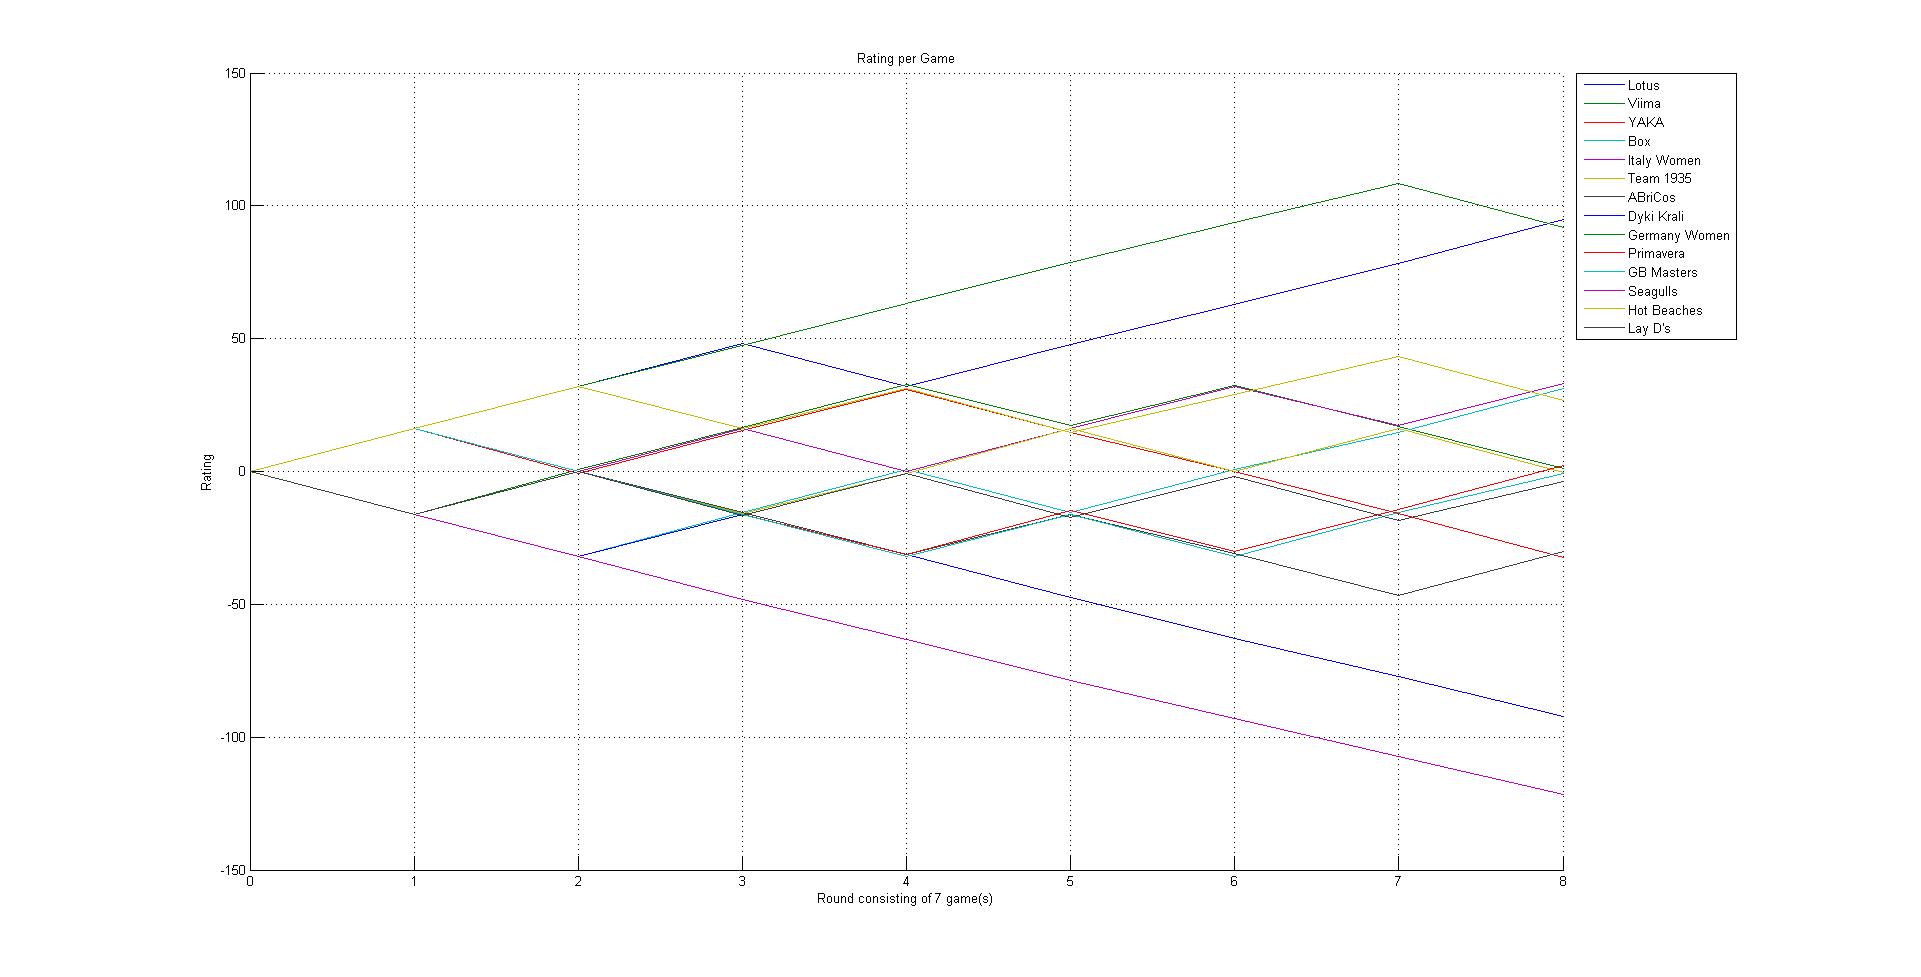 Rating per Game
150
100
50
0
-50
-100
-150
Rating
0 1 2 3 4 5 6 7 8
Round consisting of 7 game(s)
Lotus
Viima
YAKA
Box
Italy Women
Team 1935
ABriCos
Dyki Krali
Germany Women
Primavera
GB Masters
Seagulls
Hot Beaches
Lay D's